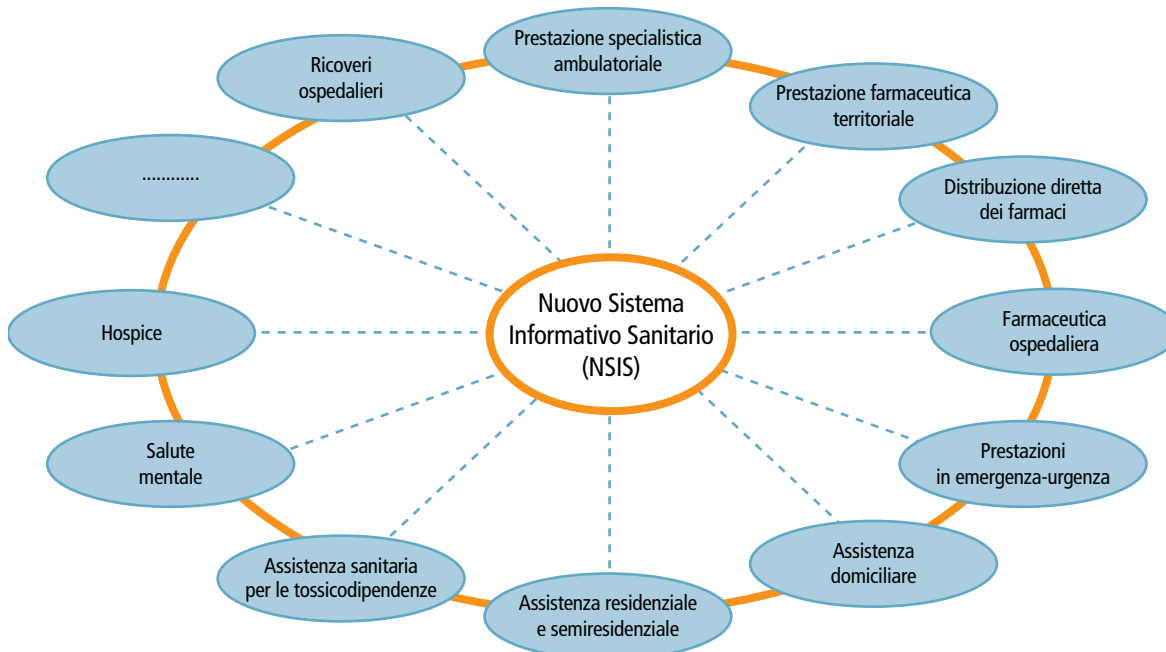 Prestazione specialistica
ambulatoriale
Ricoveri
ospedalieri
Prestazione farmaceutica
territoriale
............
Distribuzione diretta
dei farmaci
Nuovo Sistema
Informativo Sanitario
(NSIS)
Hospice
Farmaceutica
ospedaliera
Salute
mentale
Prestazioni
in emergenza-urgenza
Assistenza sanitaria
per le tossicodipendenze
Assistenza
domiciliare
Assistenza residenziale
e semiresidenziale